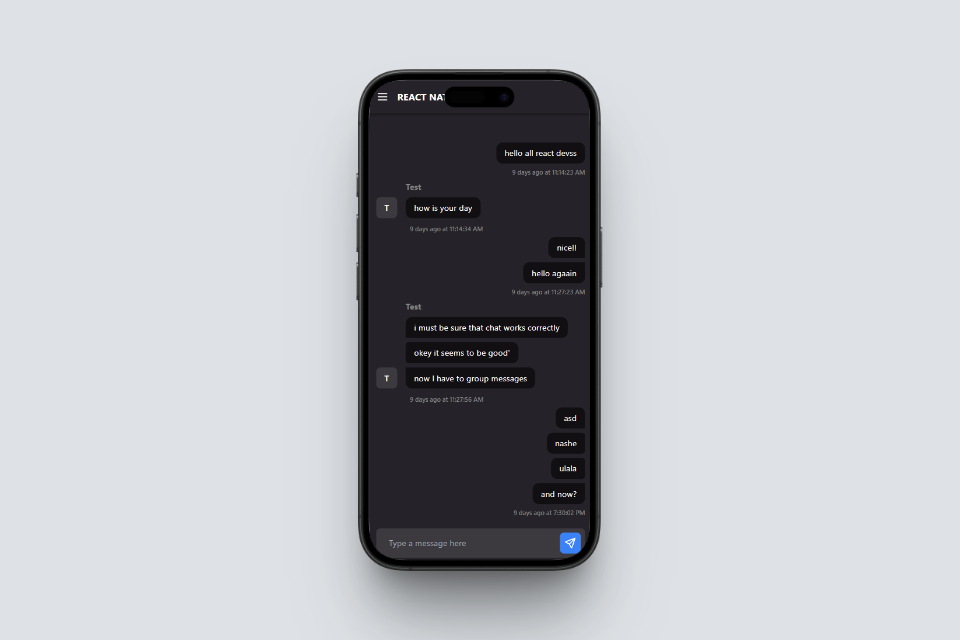 REACT NAT
hello all react devss
9 days ago at 11:14:23 AM
Test
T
how is your day
9 days ago at 11:14:34 AM
nicell
hello agaain
9 days ago at 11:27:23 AM
Test
i must be sure that chat works correctly
okey it seems to be good'
T
now I have to group messages
9 days ago at 11:27:56 AM
asd
nashe
ulala
and now?
9 days ago at 7:30:02 PM
Type a message here